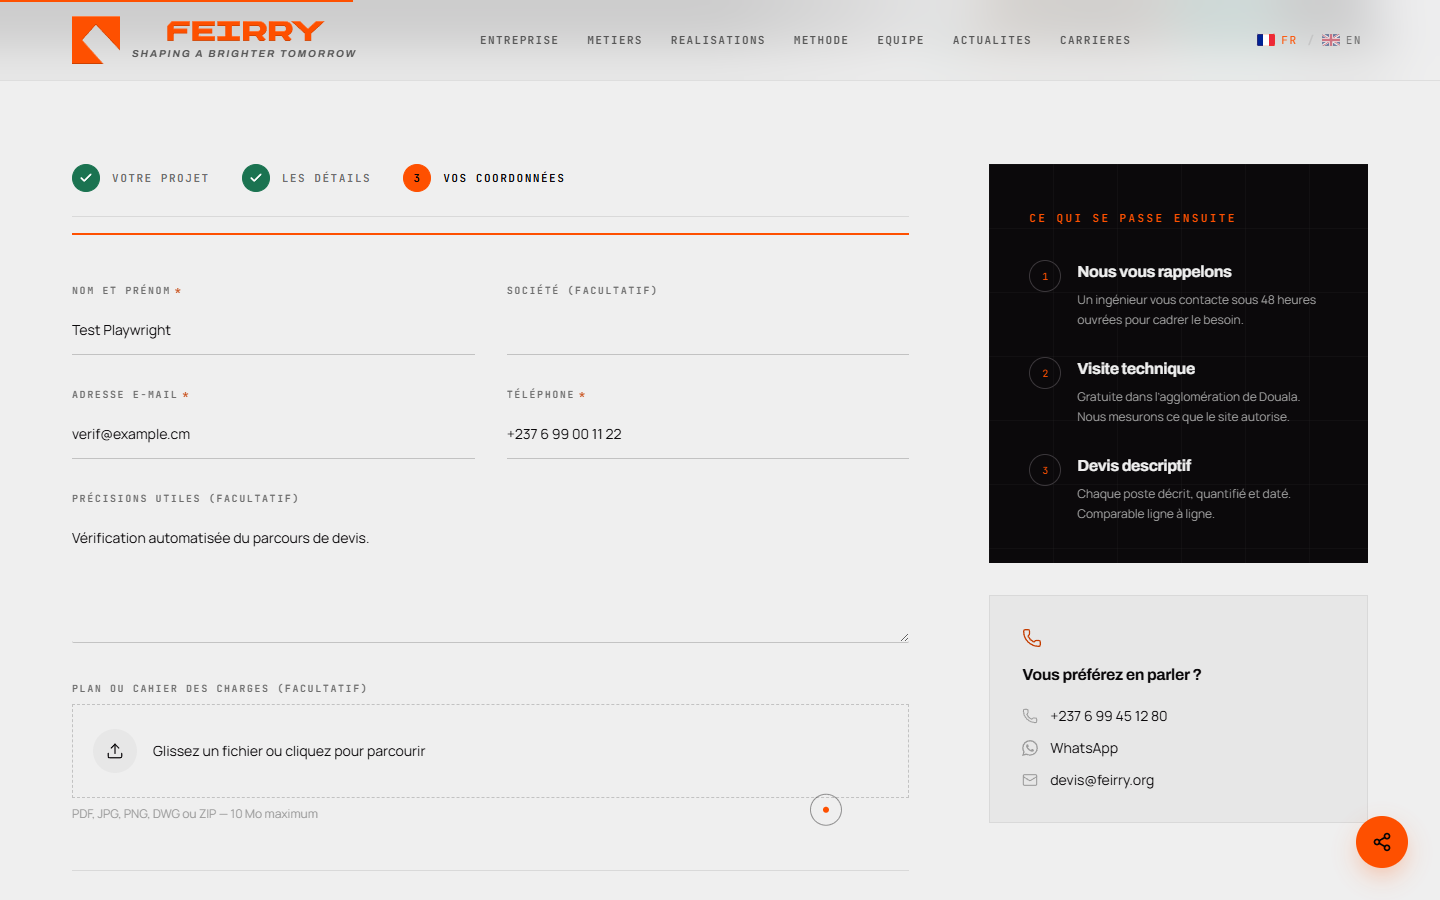 FEIRRY
SHAPING A BRIGHTER TOMORROW
ENTREPRISE
METIERS
REALISATIONS
METHODE
EQUIPE
ACTUALITES
CARRIERES
FR / EN
VOTRE PROJET
LES DÉTAILS
3 VOS COORDONNÉES
NOM ET PRÉNOM *
Test Playwright
SOCIÉTÉ (FACULTATIF)
ADRESSE E-MAIL *
verif@example.cm
TÉLÉPHONE *
+237 6 99 00 11 22
PRÉCISIONS UTILES (FACULTATIF)
Vérification automatisée du parcours de devis.
PLAN OU CAHIER DES CHARGES (FACULTATIF)
Glissez un fichier ou cliquez pour parcourir
PDF, JPG, PNG, DWG ou ZIP — 10 Mo maximum
CE QUI SE PASSE ENSUITE
1 Nous vous rappelons
Un ingénieur vous contacte sous 48 heures
ouvrées pour cadrer le besoin.
2 Visite technique
Gratuite dans l'agglomération de Douala.
Nous mesurons ce que le site autorise.
3 Devis descriptif
Chaque poste décrit, quantifié et daté.
Comparable ligne à ligne.
Vous préférez en parler ?
+237 6 99 45 12 80
WhatsApp
devis@feirry.org